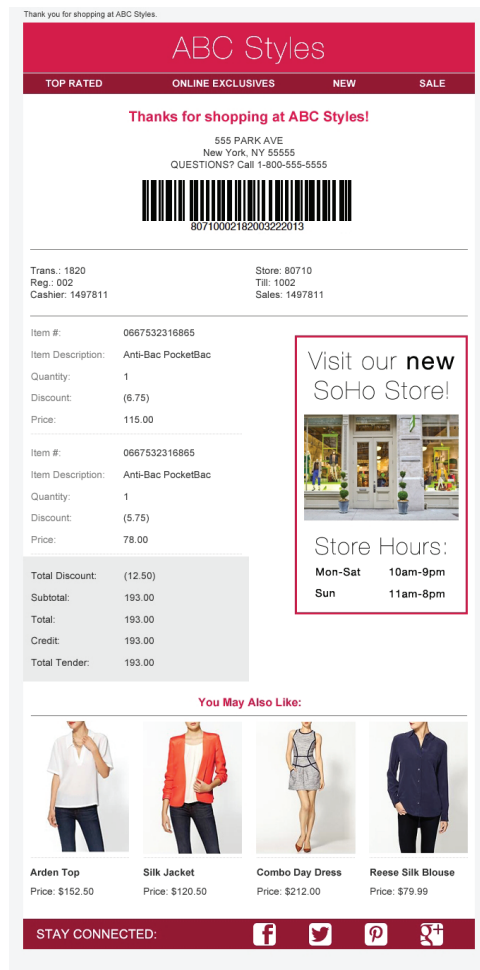 Thank you for shopping at ABC Styles.
ABC Styles
TOP RATED ONLINE EXCLUSIVES NEW SALE
Thanks for shopping at ABC Styles!
555 PARK AVE
New York, NY 55555
QUESTIONS? Call 1-800-555-5555
80710002182003222013
Trans.: 1820 Store: 80710
Reg.: 002 Till: 1002
Cashier: 1497811 Sales: 1497811
Item #: 0667532316865
Item Description: Anti-Bac PocketBac
Quantity: 1
Discount: (6.75)
Price: 115.00
Item #: 0667532316865
Item Description: Anti-Bac PocketBac
Quantity: 1
Discount: (5.75)
Price: 78.00
Total Discount: (12.50)
Subtotal: 193.00
Total: 193.00
Credit: 193.00
Total Tender: 193.00
Visit our new
SoHo Store!
Store Hours:
Mon-Sat 10am-9pm
Sun 11am-8pm
You May Also Like:
Arden Top Silk Jacket Combo Day Dress Reese Silk Blouse
Price: $152.50 Price: $120.50 Price: $212.00 Price: $79.99
STAY CONNECTED: